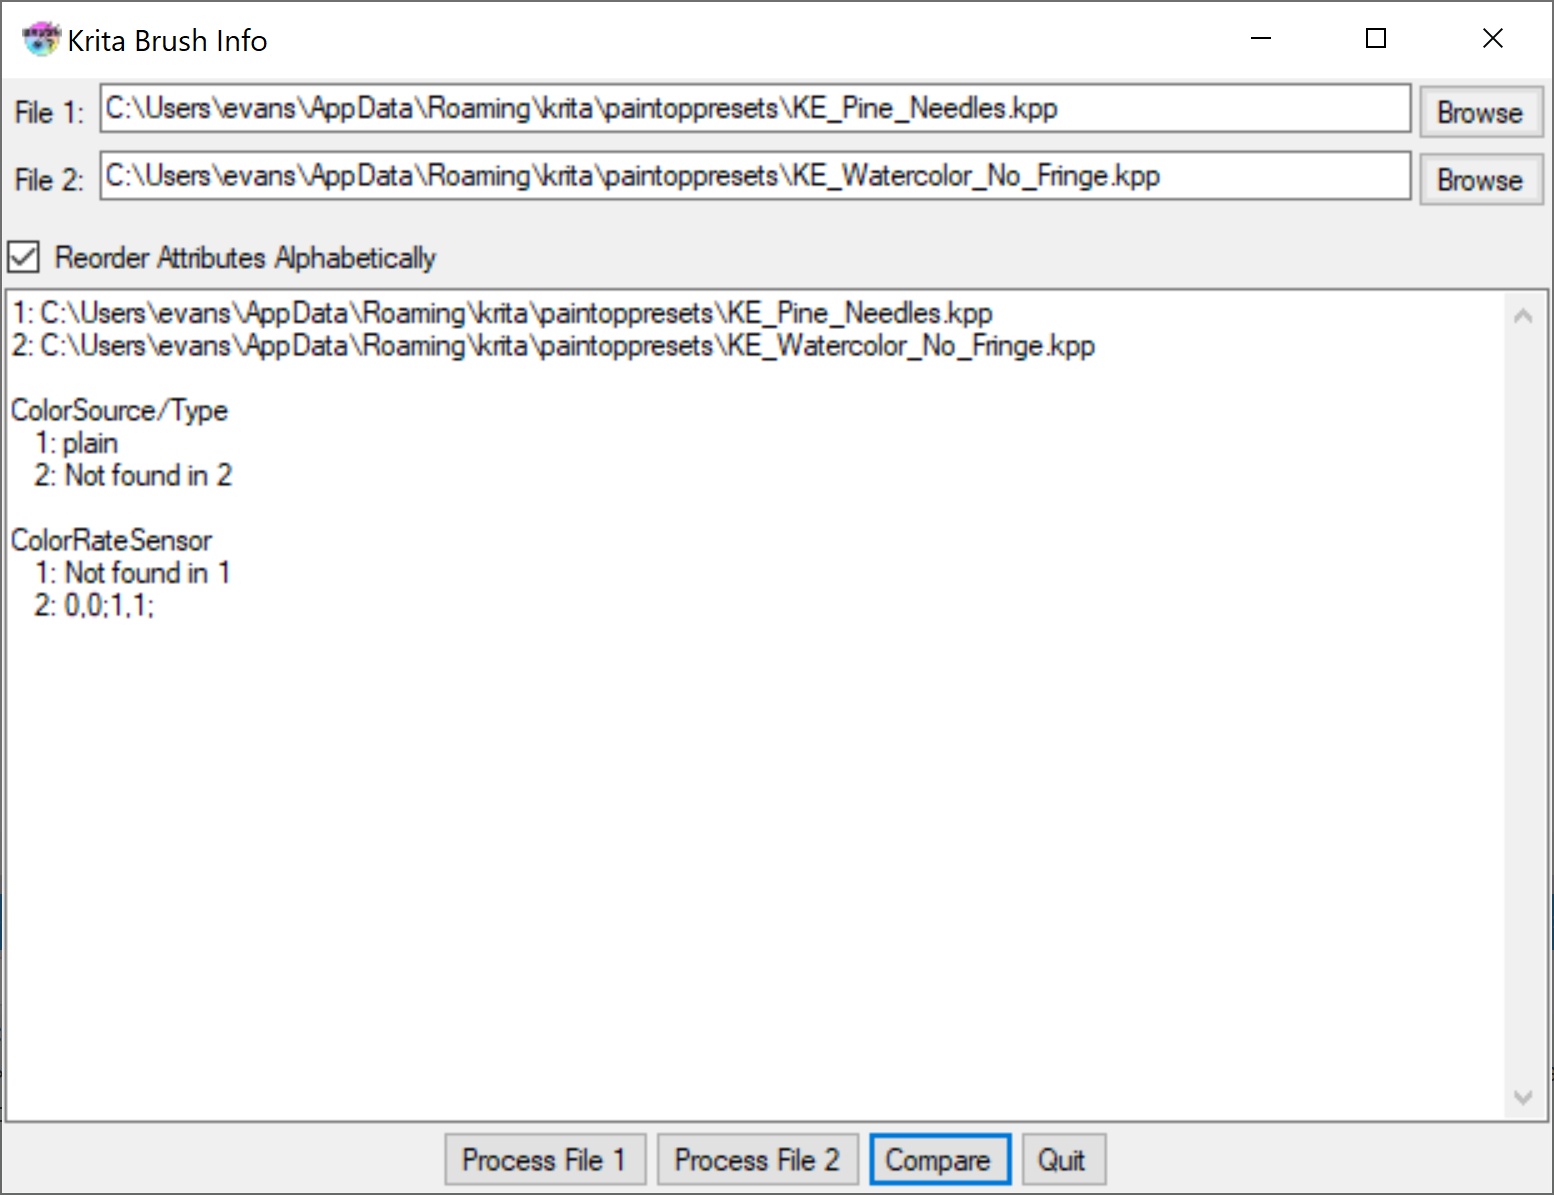 Krita Brush Info
File 1: C:\Users\evans\AppData\Roaming\krita\paintoppresets\KE_Pine_Needles.kpp Browse
File 2: C:\Users\evans\AppData\Roaming\krita\paintoppresets\KE_Watercolor_No_Fringe.kpp Browse
Reorder Attributes Alphabetically
1: C:\Users\evans\AppData\Roaming\krita\paintoppresets\KE_Pine_Needles.kpp
2: C:\Users\evans\AppData\Roaming\krita\paintoppresets\KE_Watercolor_No_Fringe.kpp
ColorSource/Type
1: plain
2: Not found in 2
ColorRateSensor
1: Not found in 1
2: 0,0;1,1;
Process File 1 Process File 2 Compare Quit